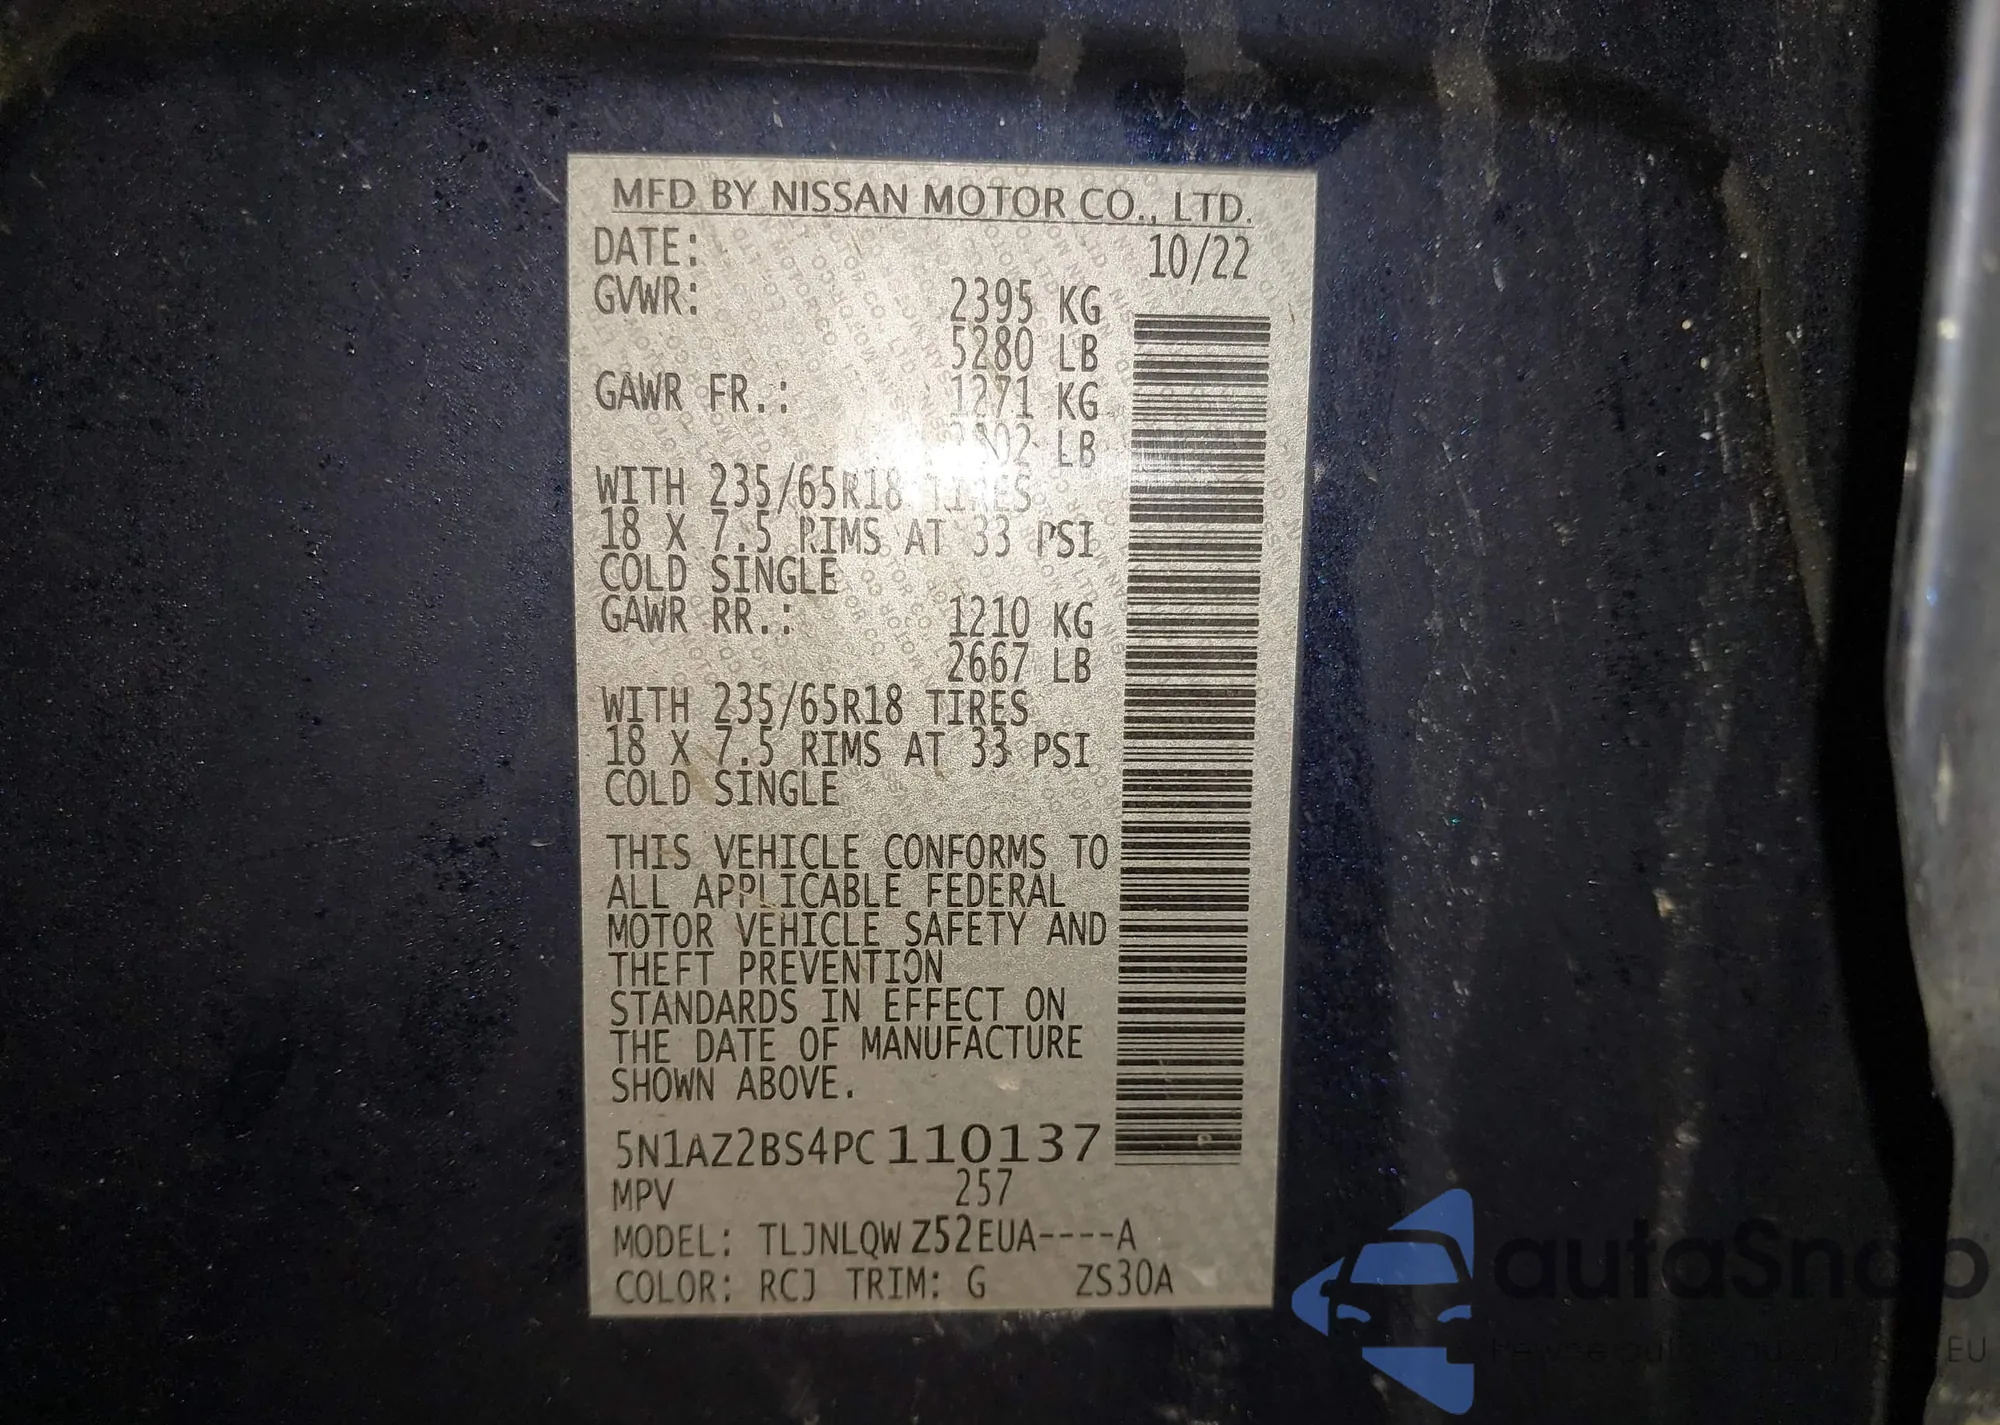 MFD BY NISSAN MOTOR CO., LTD.
DATE: 10/22
GVWR: 2395 KG
5280 LB
GAWR FR.: 1271 KG
LB
WITH 235/65R18 TIRES
18 X 7.5 RIMS AT 33 PSI
COLD SINGLE
GAWR RR.: 1210 KG
2667 LB
WITH 235/65R18 TIRES
18 X 7.5 RIMS AT 33 PSI
COLD SINGLE
THIS VEHICLE CONFORMS TO
ALL APPLICABLE FEDERAL
MOTOR VEHICLE SAFETY AND
THEFT PREVENTION
STANDARDS IN EFFECT ON
THE DATE OF MANUFACTURE
SHOWN ABOVE.
5N1AZ2BS4PC110137
MPV 257
MODEL: TLJNLQW Z52EUA----A
COLOR: RCJ TRIM: G ZS30A
autaSnap
EU